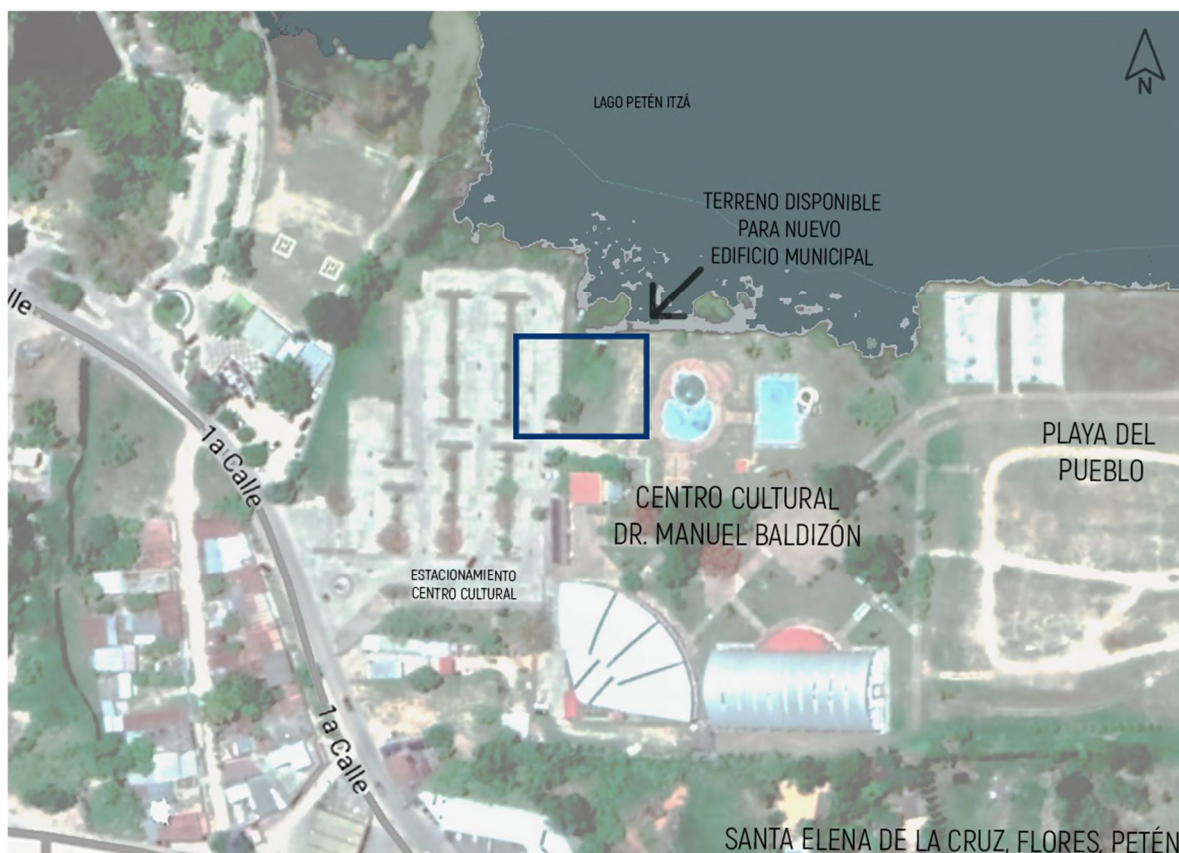 N
LAGO PETÉN ITZÁ
TERRENO DISPONIBLE
PARA NUEVO
EDIFICIO MUNICIPAL
lle
1a Calle
PLAYA DEL
PUEBLO
CENTRO CULTURAL
DR. MANUEL BALDIZÓN
ESTACIONAMIENTO
CENTRO CULTURAL
1a Calle
SANTA ELENA DE LA CRUZ, FLORES, PETÉN